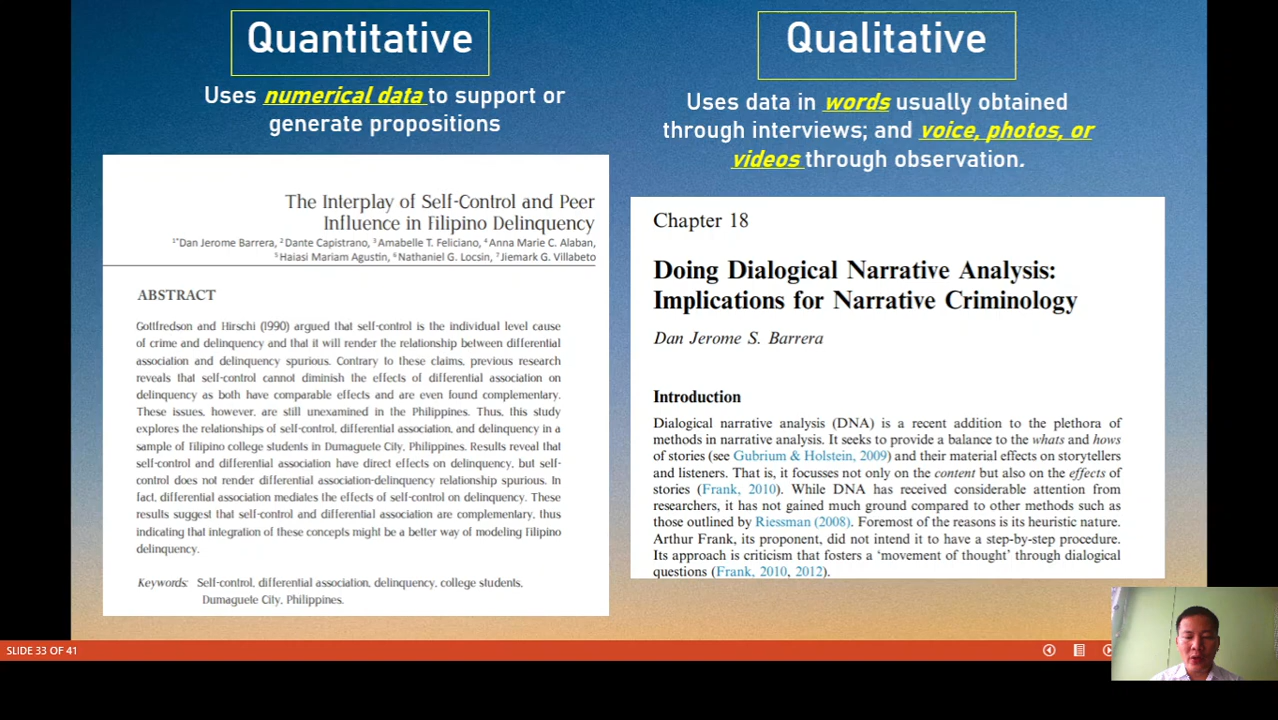 Quantitative
Uses numerical data to support or
generate propositions
The Interplay of Self-Control and Peer
Influence in Filipino Delinquency
1*Dan Jerome Barrera, 2 Dante Capistrano, 3 Amabelle T. Feliciano, 4 Anna Marie C. Alaban,
5 Haiasi Mariam Agustin, 6 Nathaniel G. Locsin, 7 Jiemark G. Villabeto
ABSTRACT
Gottfredson and Hirschi (1990) argued that self-control is the individual level cause
of crime and delinquency and that it will render the relationship between differential
association and delinquency spurious. Contrary to these claims, previous research
reveals that self-control cannot diminish the effects of differential association on
delinquency as both have comparable effects and are even found complementary.
These issues, however, are still unexamined in the Philippines. Thus, this study
explores the relationships of self-control, differential association, and delinquency in a
sample of Filipino college students in Dumaguete City, Philippines. Results reveal that
self-control and differential association have direct effects on delinquency, but self-
control does not render differential association-delinquency relationship spurious. In
fact, differential association mediates the effects of self-control on delinquency. These
results suggest that self-control and differential association are complementary, thus
indicating that integration of these concepts might be a better way of modeling Filipino
delinquency.
Keywords: Self-control, differential association, delinquency, college students,
Dumaguete City, Philippines.
Qualitative
Uses data in words usually obtained
through interviews; and voice, photos, or
videos through observation.
Chapter 18
Doing Dialogical Narrative Analysis:
Implications for Narrative Criminology
Dan Jerome S. Barrera
Introduction
Dialogical narrative analysis (DNA) is a recent addition to the plethora of
methods in narrative analysis. It seeks to provide a balance to the whats and hows
of stories (see Gubrium & Holstein, 2009) and their material effects on storytellers
and listeners. That is, it focusses not only on the content but also on the effects of
stories (Frank, 2010). While DNA has received considerable attention from
researchers, it has not gained much ground compared to other methods such as
those outlined by Riessman (2008). Foremost of the reasons is its heuristic nature.
Arthur Frank, its proponent, did not intend it to have a step-by-step procedure.
Its approach is criticism that fosters a ‘movement of thought’ through dialogical
questions (Frank, 2010, 2012).
SLIDE 33 OF 41